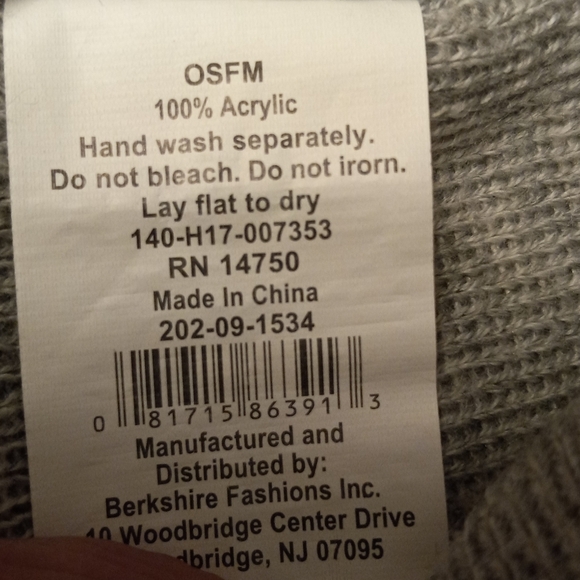 OSFM
100% Acrylic
Hand wash separately.
Do not bleach. Do not irorn.
Lay flat to dry
140-H17-007353
RN 14750
Made In China
202-09-1534
0 81715 86391 3
Manufactured and
Distributed by:
Berkshire Fashions Inc.
10 Woodbridge Center Drive
dbridge, NJ 07095